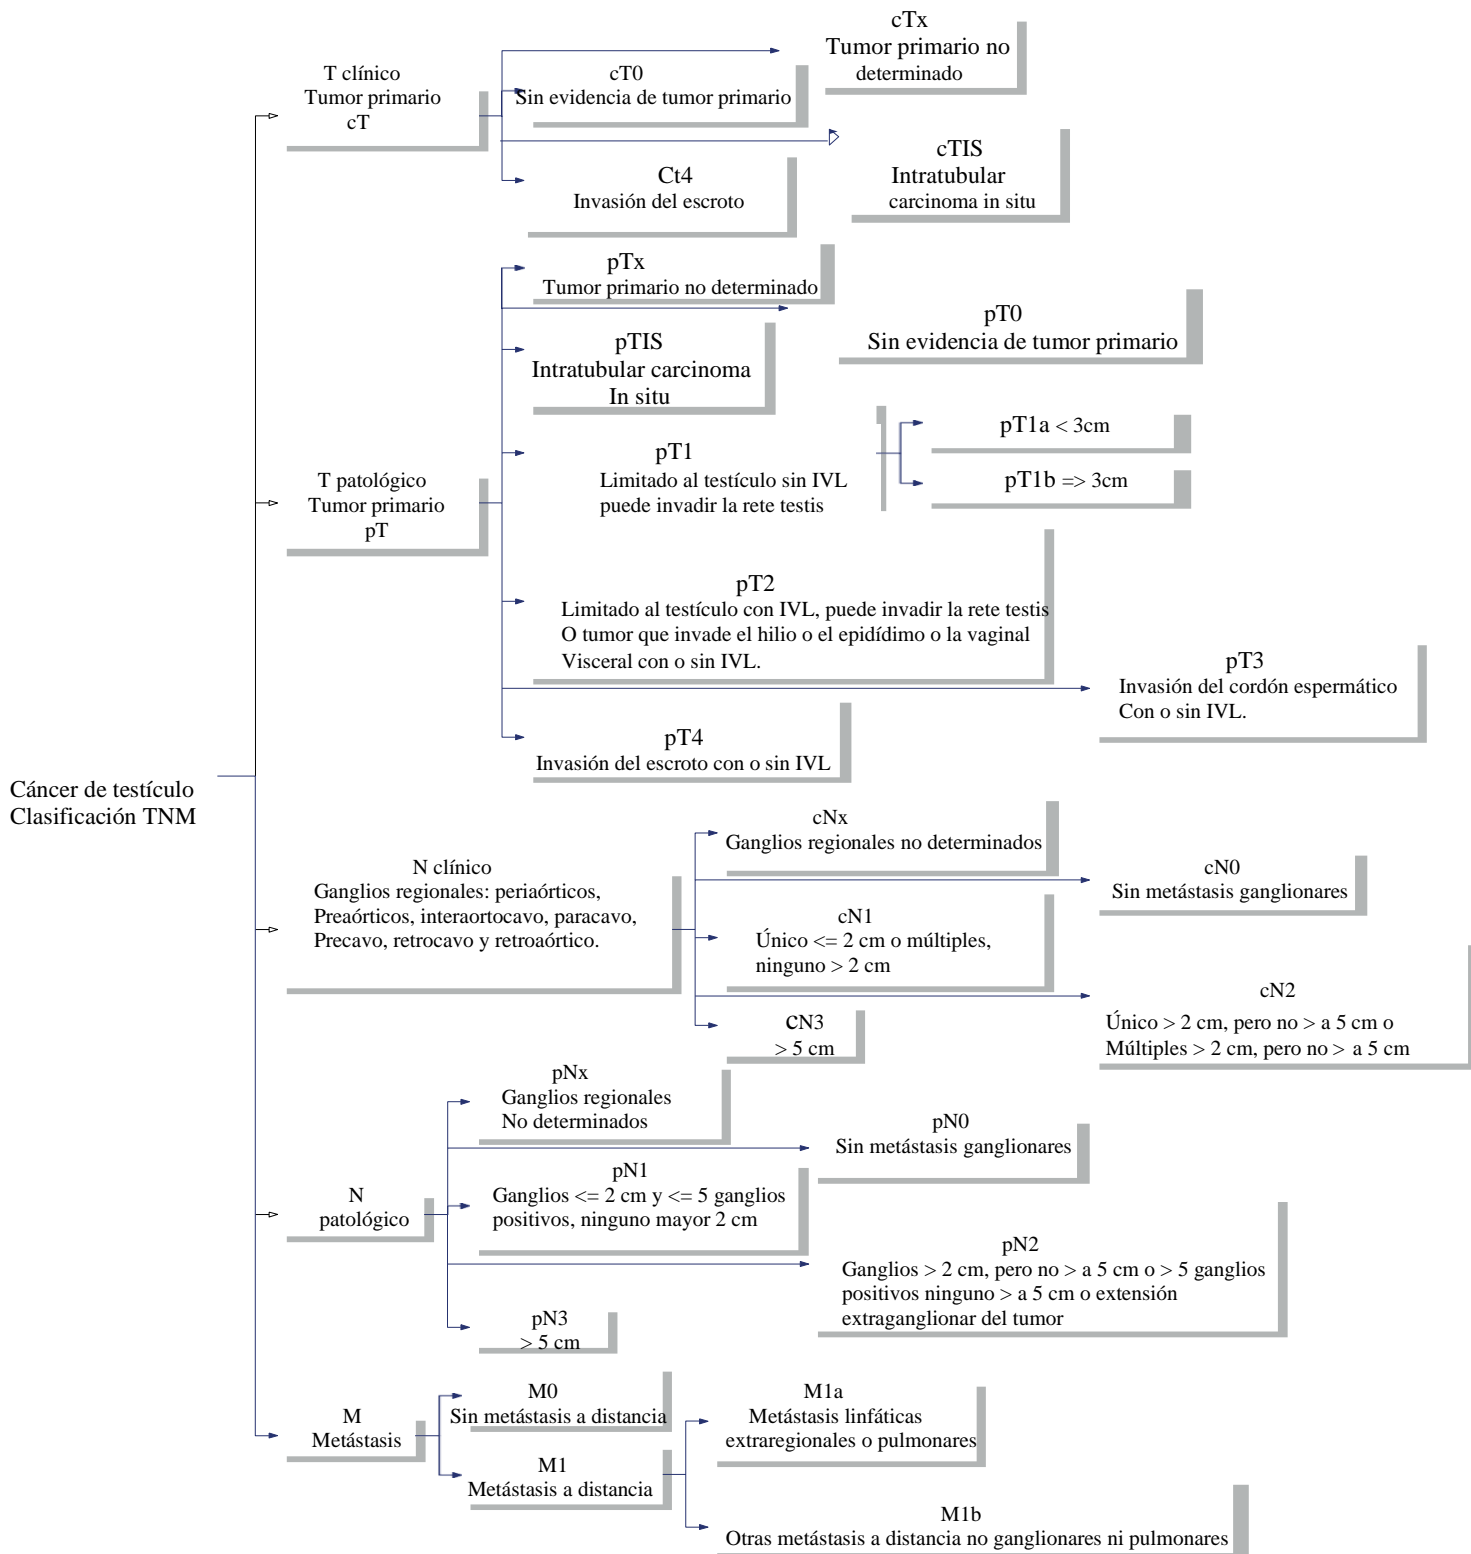 cTx
Tumor primario no
determinado
T clínico
Tumor primario
cT
cT0
Sin evidencia de tumor primario
cTIS
Intratubular
carcinoma in situ
Ct4
Invasión del escroto
pTx
Tumor primario no determinado
pT0
Sin evidencia de tumor primario
pTIS
Intratubular carcinoma
In situ
pT1
Limitado al testículo sin IVL
puede invadir la rete testis
pT1a < 3cm
pT1b => 3cm
T patológico
Tumor primario
pT
pT2
Limitado al testículo con IVL, puede invadir la rete testis
O tumor que invade el hilio o el epidídimo o la vaginal
Visceral con o sin IVL.
pT3
Invasión del cordón espermático
Con o sin IVL.
pT4
Invasión del escroto con o sin IVL
Cáncer de testículo
Clasificación TNM
cNx
Ganglios regionales no determinados
cN0
Sin metástasis ganglionares
N clínico
Ganglios regionales: periaórticos,
Preaórticos, interaortocavo, paracavo,
Precavo, retrocavo y retroaórtico.
cN1
Único <= 2 cm o múltiples,
ninguno > 2 cm
cN2
Único > 2 cm, pero no > a 5 cm o
Múltiples > 2 cm, pero no > a 5 cm
cN3
> 5 cm
pNx
Ganglios regionales
No determinados
pN0
Sin metástasis ganglionares
pN1
Ganglios <= 2 cm y <= 5 ganglios
positivos, ninguno mayor 2 cm
N
patológico
pN2
Ganglios > 2 cm, pero no > a 5 cm o > 5 ganglios
positivos ninguno > a 5 cm o extensión
extraganglionar del tumor
pN3
> 5 cm
M0
Sin metástasis a distancia
M
Metástasis
M1
Metástasis a distancia
M1a
Metástasis linfáticas
extraregionales o pulmonares
M1b
Otras metástasis a distancia no ganglionares ni pulmonares